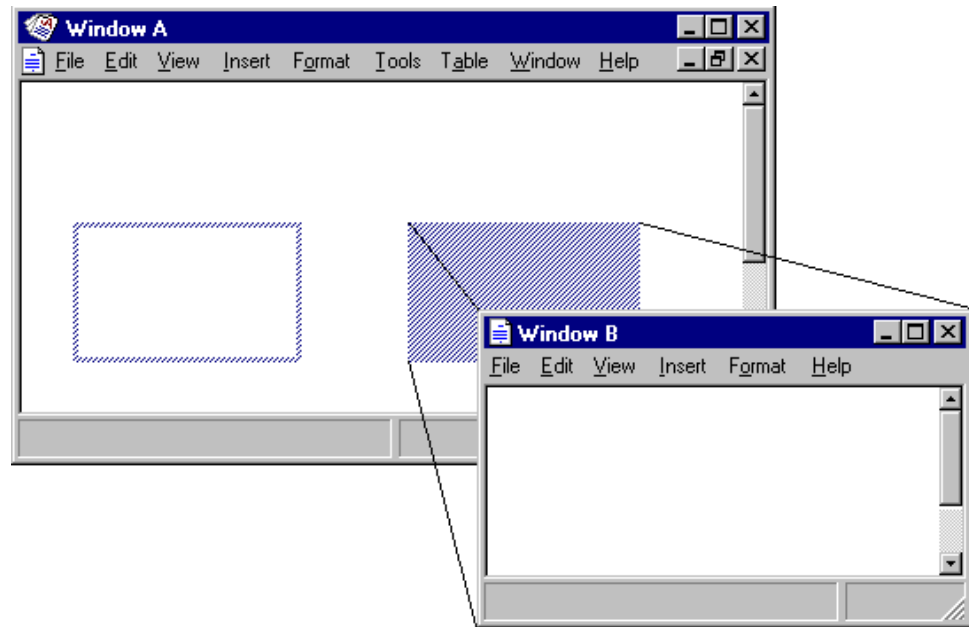 Window A
File Edit View Insert Format Tools Table Window Help
Window B
File Edit View Insert Format Help